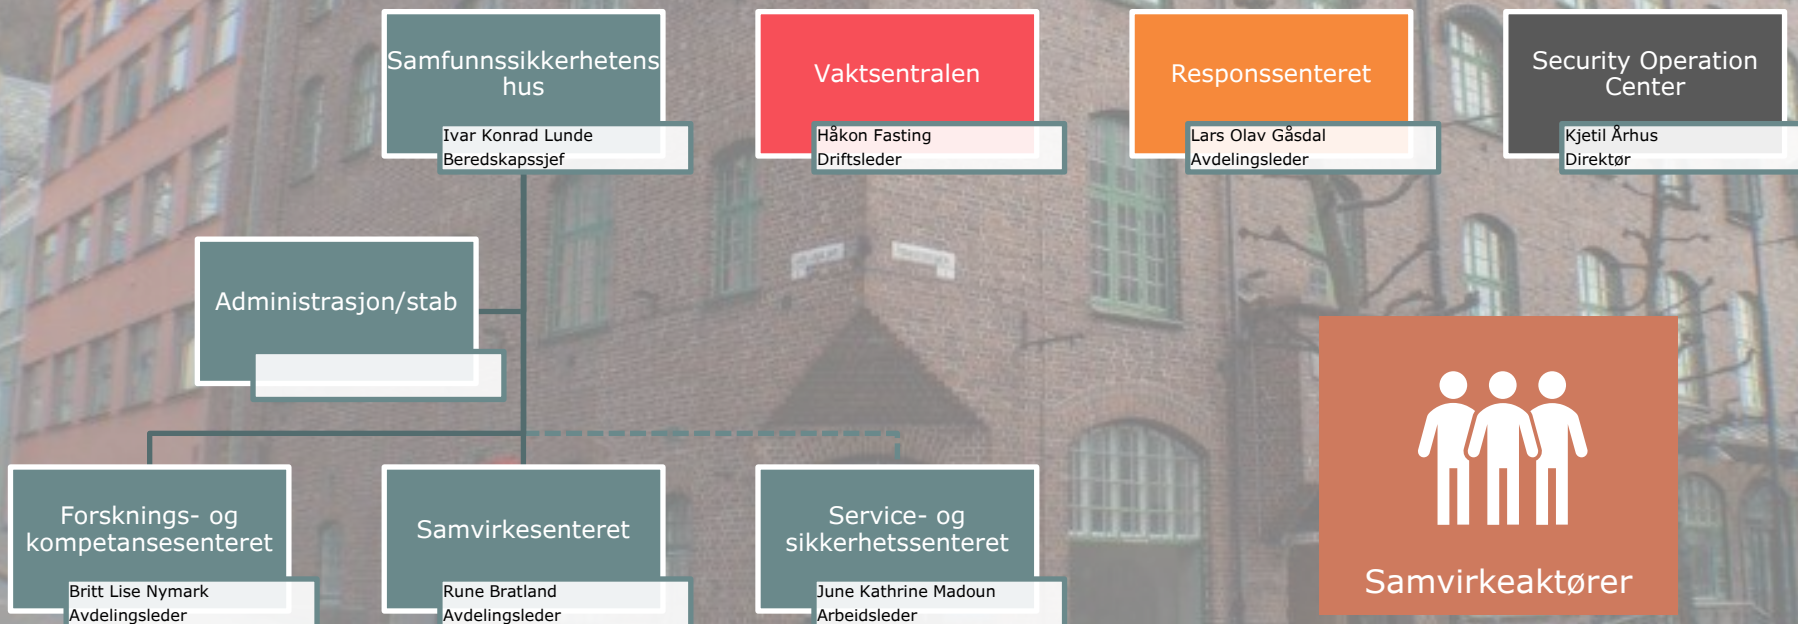 Samfunnssikkerhetens
hus
Ivar Konrad Lunde
Beredskapssjef
Vaktsentralen
Håkon Fasting
Driftsleder
Responssenteret
Lars Olav Gåsdal
Avdelingsleder
Security Operation
Center
Kjetil Århus
Direktør
Administrasjon/stab
Forsknings- og
kompetansesenteret
Britt Lise Nymark
Avdelingsleder
Samvirkesenteret
Rune Bratland
Avdelingsleder
Service- og
sikkerhetssenteret
June Kathrine Madoun
Arbeidsleder
Samvirkeaktører